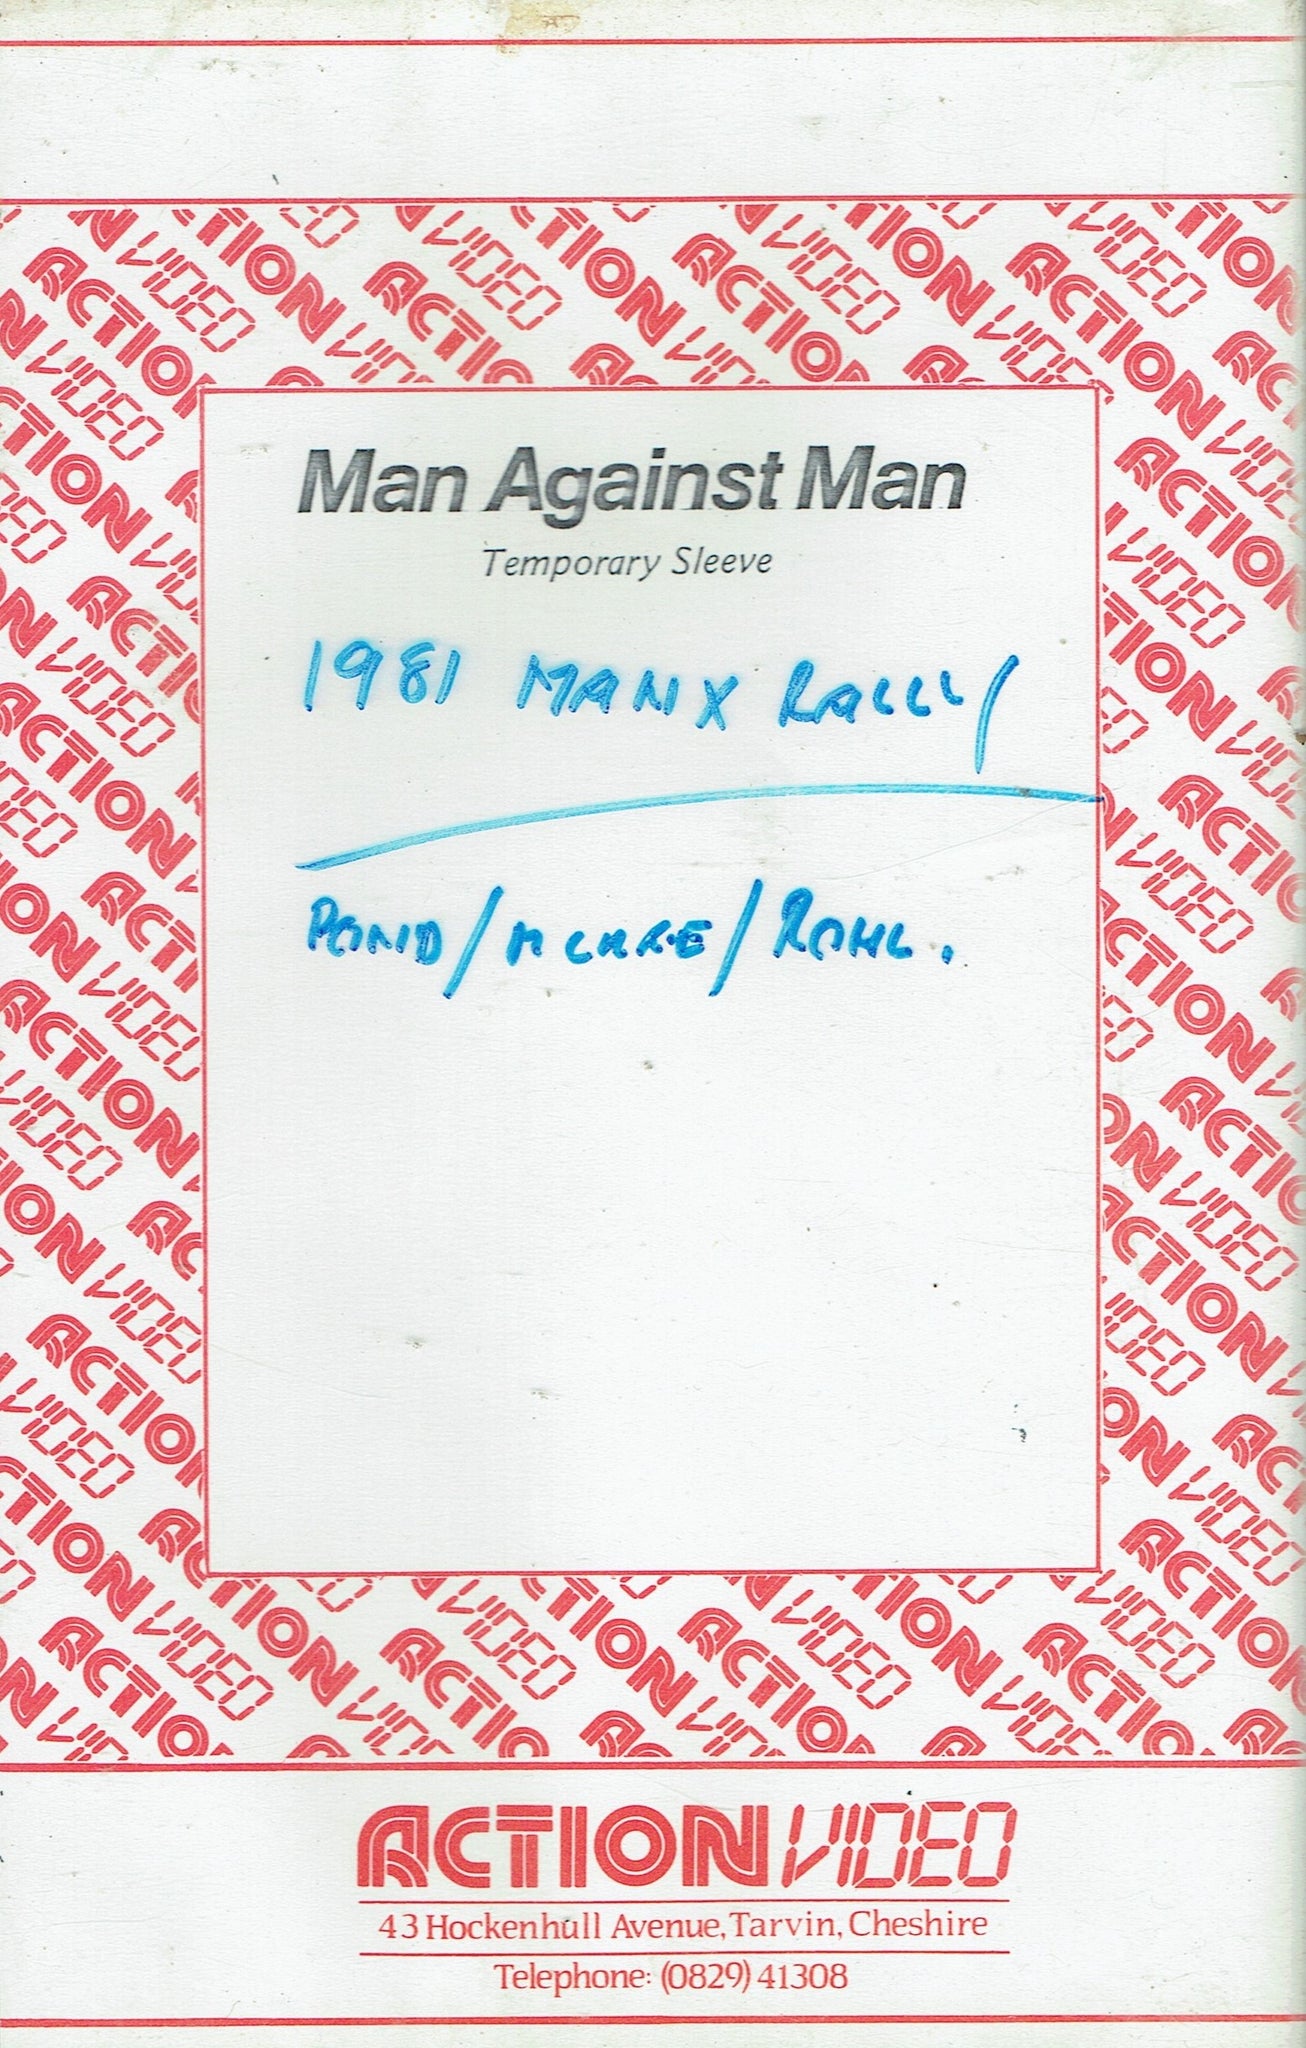 Man Against Man
Temporary Sleeve
1981 MANX RALLY
POND/MCRAE/ROHL.
ACTION VIDEO
43 Hockenhull Avenue, Tarvin, Cheshire
Telephone: (0829) 41308